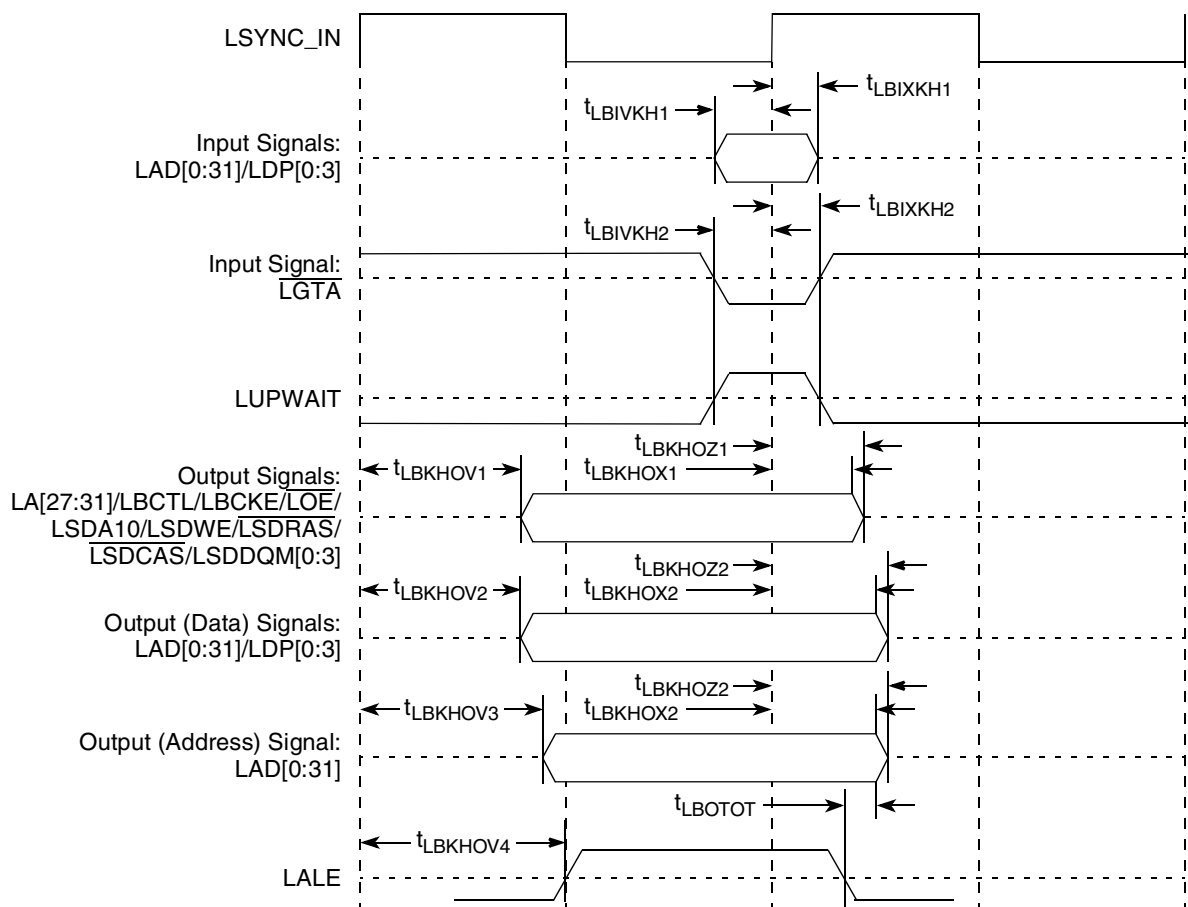 LSYNC_IN
tLBIXKH1
tLBIVKH1
Input Signals:
LAD[0:31]/LDP[0:3]
tLBIXKH2
tLBIVKH2
Input Signal:
LGTA
LUPWAIT
tLBKHOZ1
tLBKHOV1
tLBKHOX1
Output Signals:
LA[27:31]/LBCTL/LBCKE/LOE/
LSDA10/LSDWE/LSDRAS/
LSDCAS/LSDDQM[0:3]
tLBKHOZ2
tLBKHOV2
tLBKHOX2
Output (Data) Signals:
LAD[0:31]/LDP[0:3]
tLBKHOZ2
tLBKHOV3
tLBKHOX2
Output (Address) Signal:
LAD[0:31]
tLBOTOT
tLBKHOV4
LALE